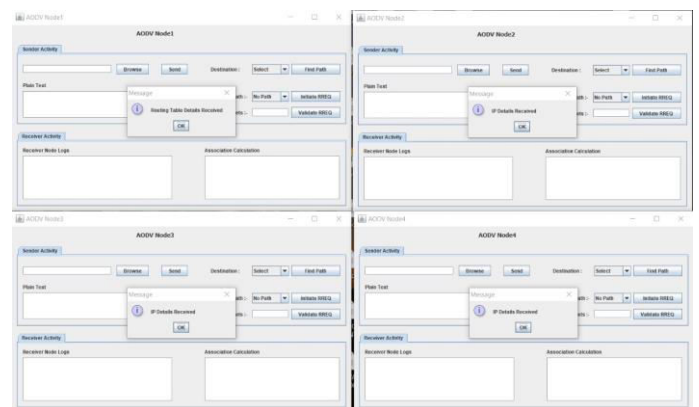 AODV Node1
AODV Node1
Sender Activity
Browse Send Destination : Select Find Path
Plain Text
Message
Routing Table Details Received
OK
No Path Initiate RREQ
Validate RREQ
Receiver Activity
Receiver Node Logs Association Calculation
AODV Node2
AODV Node2
Sender Activity
Browse Send Destination : Select Find Path
Plain Text
Message
IP Details Received
OK
No Path Initiate RREQ
Validate RREQ
Receiver Activity
Receiver Node Logs Association Calculation
AODV Node3
AODV Node3
Sender Activity
Browse Send Destination : Select Find Path
Plain Text
Message
IP Details Received
OK
No Path Initiate RREQ
Validate RREQ
Receiver Activity
Receiver Node Logs Association Calculation
AODV Node4
AODV Node4
Sender Activity
Browse Send Destination : Select Find Path
Plain Text
Message
IP Details Received
OK
No Path Initiate RREQ
Validate RREQ
Receiver Activity
Receiver Node Logs Association Calculation